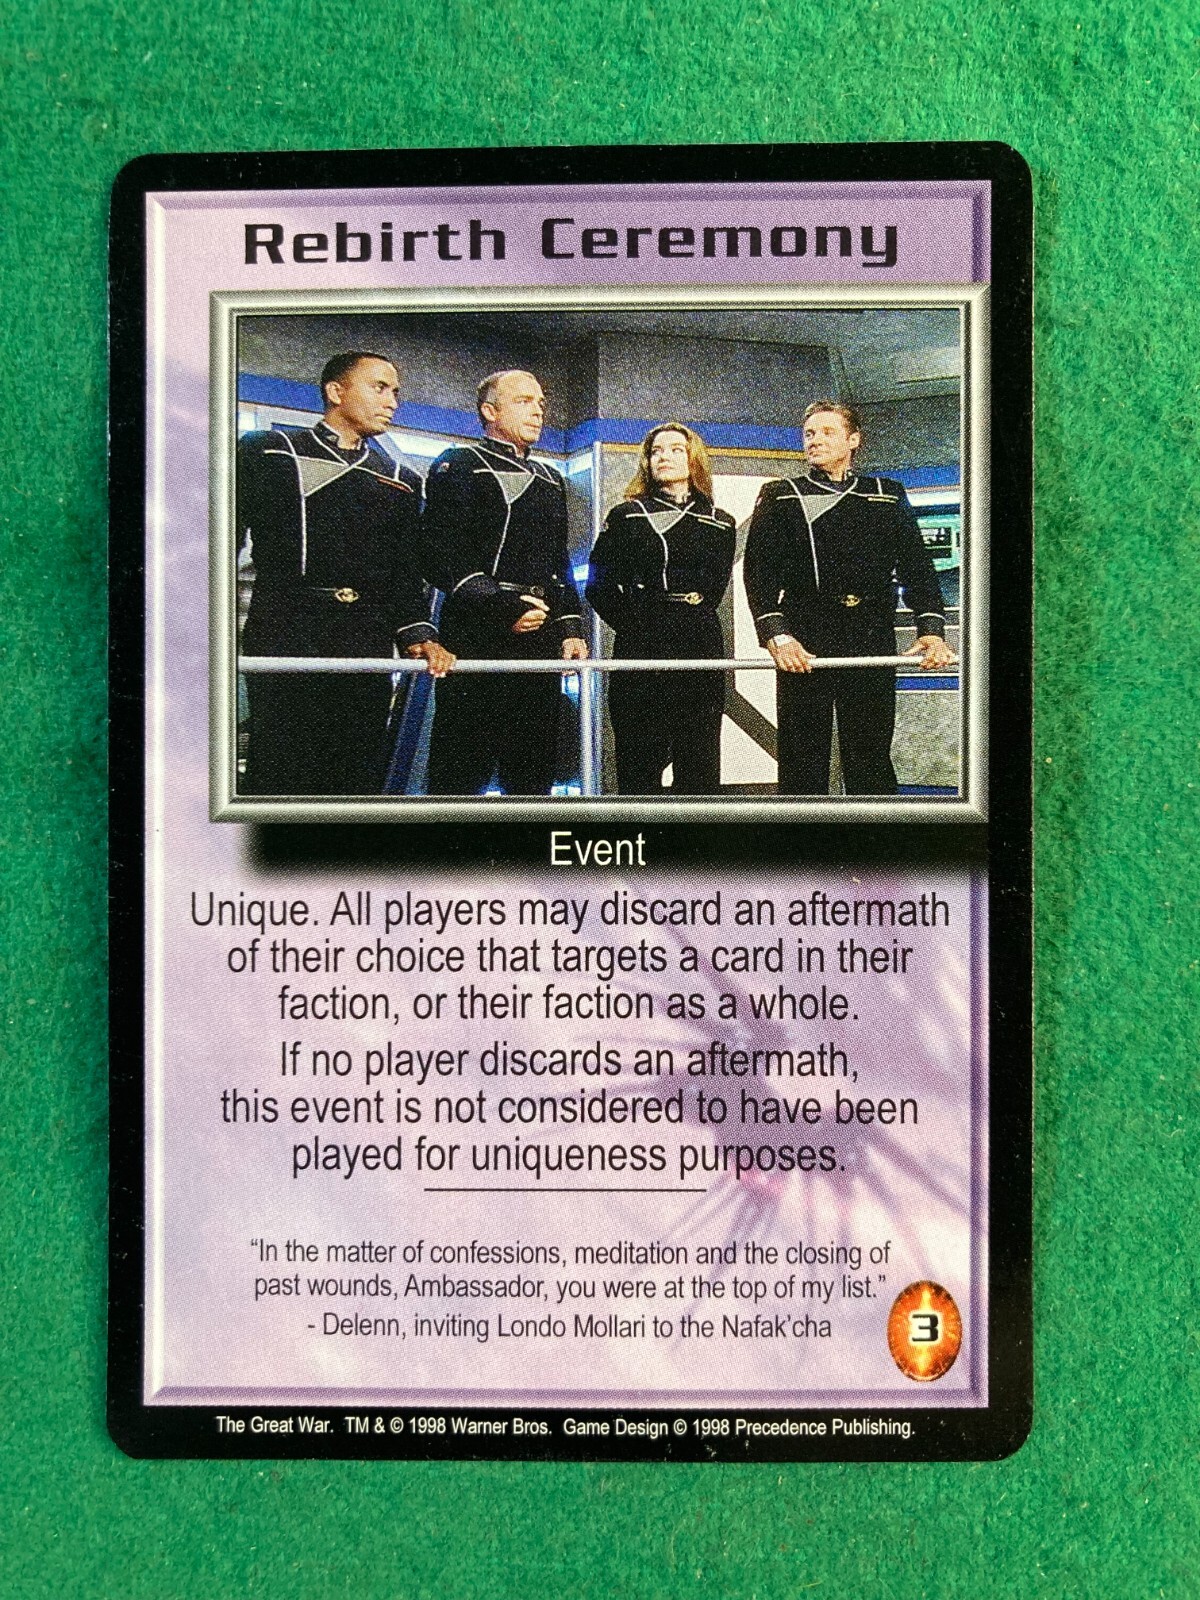 Rebirth Ceremony
Event
Unique. All players may discard an aftermath
of their choice that targets a card in their
faction, or their faction as a whole.
If no player discards an aftermath,
this event is not considered to have been
played for uniqueness purposes.
“In the matter of confessions, meditation and the closing of
past wounds, Ambassador, you were at the top of my list.”
- Delenn, inviting Londo Mollari to the Nafak’cha
3
The Great War. TM & © 1998 Warner Bros. Game Design © 1998 Precedence Publishing.